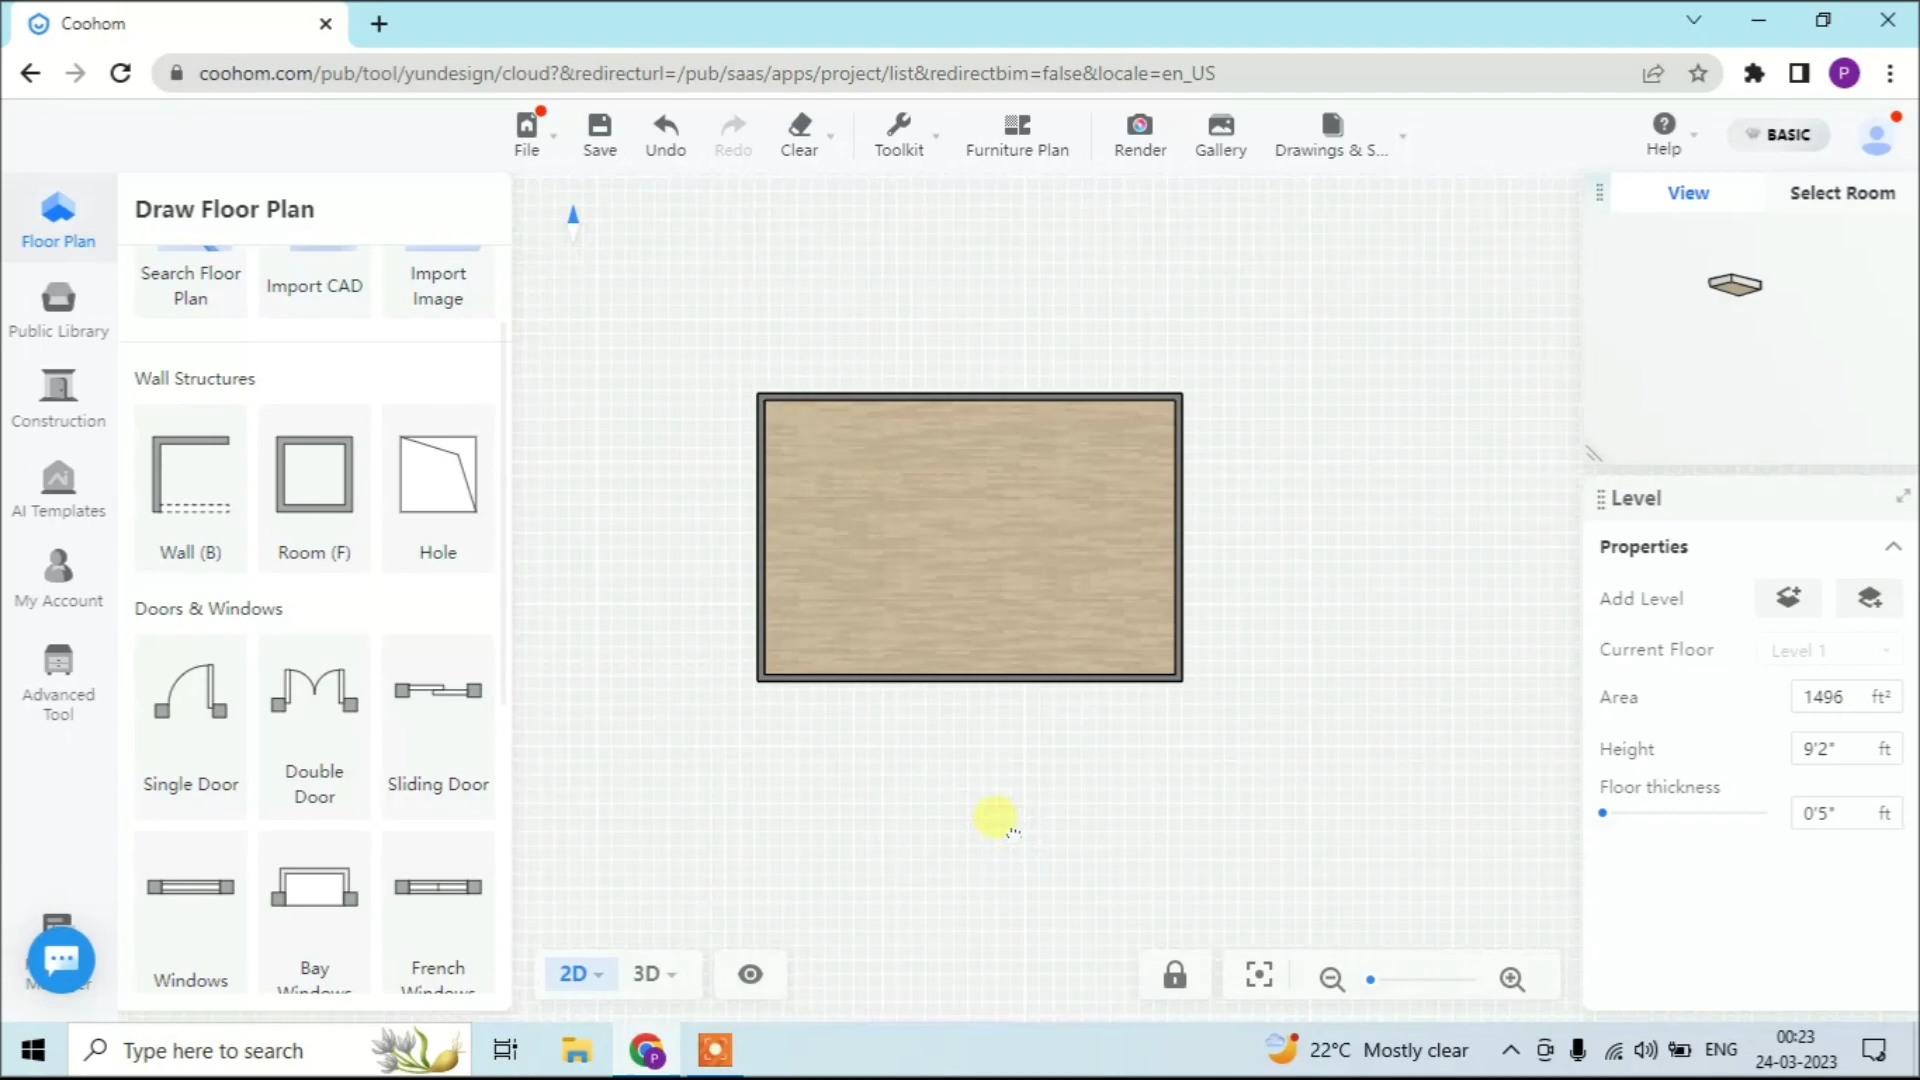 Coohom
coohom.com/pub/tool/yundesign/cloud?&redirecturl=/pub/saas/apps/project/list&redirectbim=false&locale=en_US
P
File
Save
Undo
Redo
Clear
Toolkit
Furniture Plan
Render
Gallery
Drawings & S...
Help
BASIC
Floor Plan
Public Library
Construction
Ai
AI Templates
My Account
Advanced
Tool
Draw Floor Plan
Search Floor
Plan
Import CAD
Import
Image
Wall Structures
Wall (B)
Room (F)
Hole
Doors & Windows
Single Door
Double
Door
Sliding Door
Windows
Bay
Windows
French
Windows
2D
3D
View
Select Room
Level
Properties
Add Level
Current Floor
Level 1
Area
1496 ft²
Height
9'2" ft
Floor thickness
0'5" ft
Type here to search
P
22°C Mostly clear
ENG
00:23
24-03-2023